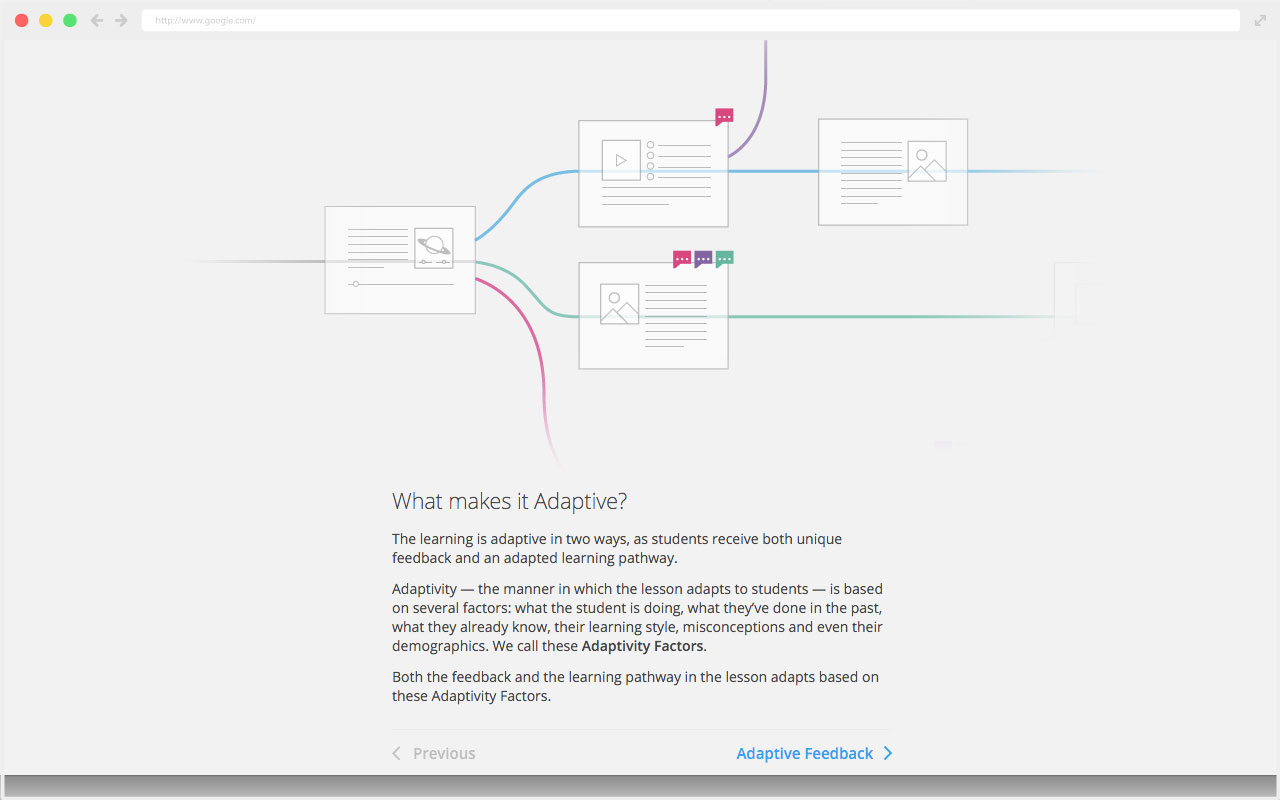 http://www.google.com/
What makes it Adaptive?
The learning is adaptive in two ways, as students receive both unique
feedback and an adapted learning pathway.
Adaptivity — the manner in which the lesson adapts to students — is based
on several factors: what the student is doing, what they’ve done in the past,
what they already know, their learning style, misconceptions and even their
demographics. We call these Adaptivity Factors.
Both the feedback and the learning pathway in the lesson adapts based on
these Adaptivity Factors.
Previous
Adaptive Feedback